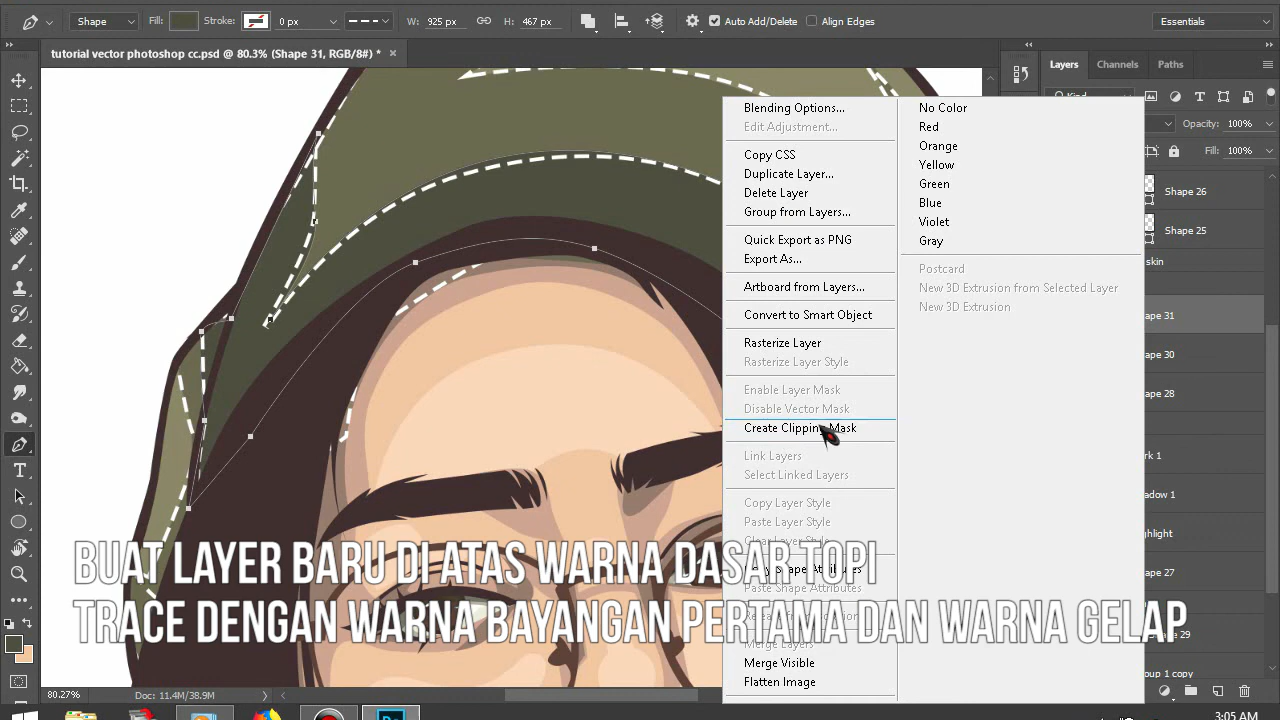 Shape
Fill:
Stroke:
0 px
W:
925 px
H:
467 px
Auto Add/Delete
Align Edges
Essentials
tutorial vector photoshop cc.psd @ 80.3% (Shape 31, RGB/8#) *
Layers
Channels
Paths
Opacity:
100%
Fill:
100%
Shape 26
Shape 25
skin
ape 31
ape 30
ape 28
ark 1
adow 1
ghlight
ape 27
e 29
up 1 copy
Blending Options...
Edit Adjustment...
Copy CSS
Duplicate Layer...
Delete Layer
Group from Layers...
Quick Export as PNG
Export As...
Artboard from Layers...
Convert to Smart Object
Rasterize Layer
Rasterize Layer Style
Enable Layer Mask
Disable Vector Mask
Create Clipping Mask
Link Layers
Select Linked Layers
Copy Layer Style
Paste Layer Style
Paste Shape Attributes
Merge Layers
Merge Visible
Flatten Image
No Color
Red
Orange
Yellow
Green
Blue
Violet
Gray
Postcard
New 3D Extrusion from Selected Layer
New 3D Extrusion
BUAT LAYER BARU DI ATAS WARNA DASAR TOPI
TRACE DENGAN WARNA BAYANGAN PERTAMA DAN WARNA GELAP
80.27%
Doc: 11.4M/38.9M
3:05 AM